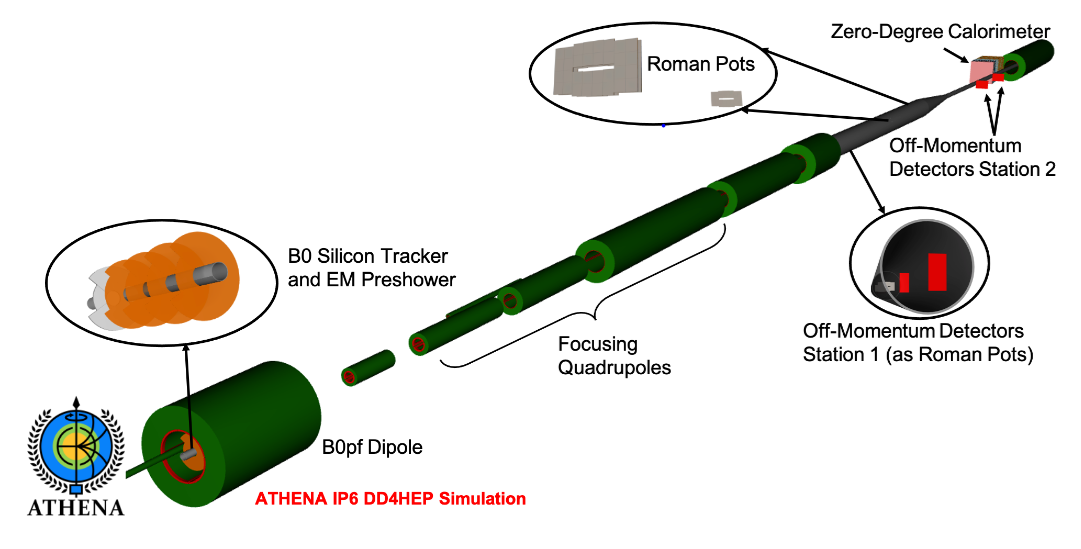 Zero-Degree Calorimeter
Roman Pots
Off-Momentum
Detectors Station 2
B0 Silicon Tracker
and EM Preshower
Off-Momentum Detectors
Station 1 (as Roman Pots)
Focusing
Quadrupoles
B0pf Dipole
ATHENA IP6 DD4HEP Simulation
ATHENA